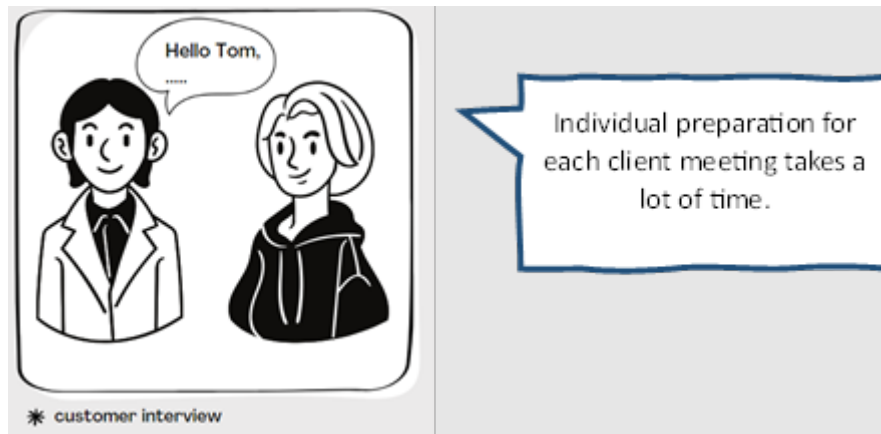 Hello Tom,
.....
customer interview
Individual preparation for
each client meeting takes a
lot of time.